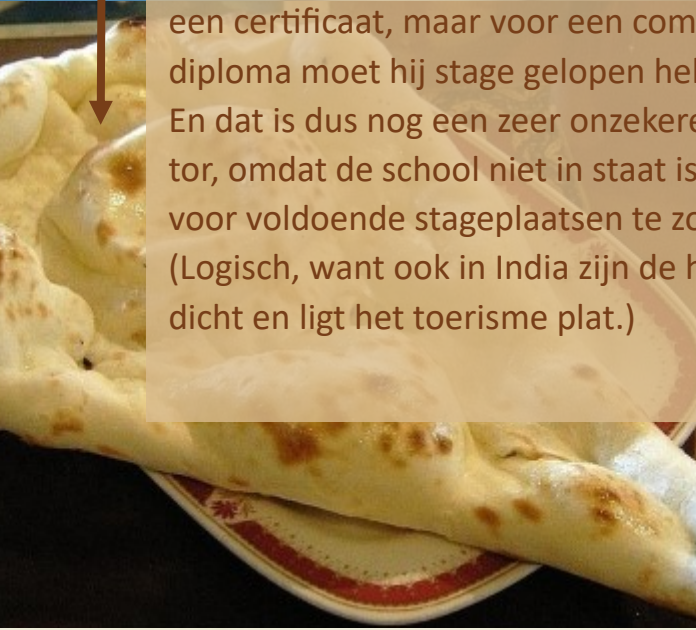 een certificaat, maar voor een com
diploma moet hij stage gelopen hel
En dat is dus nog een zeer onzekere
tor, omdat de school niet in staat is
voor voldoende stageplaatsen te zo
(Logisch, want ook in India zijn de h
dicht en ligt het toerisme plat.)